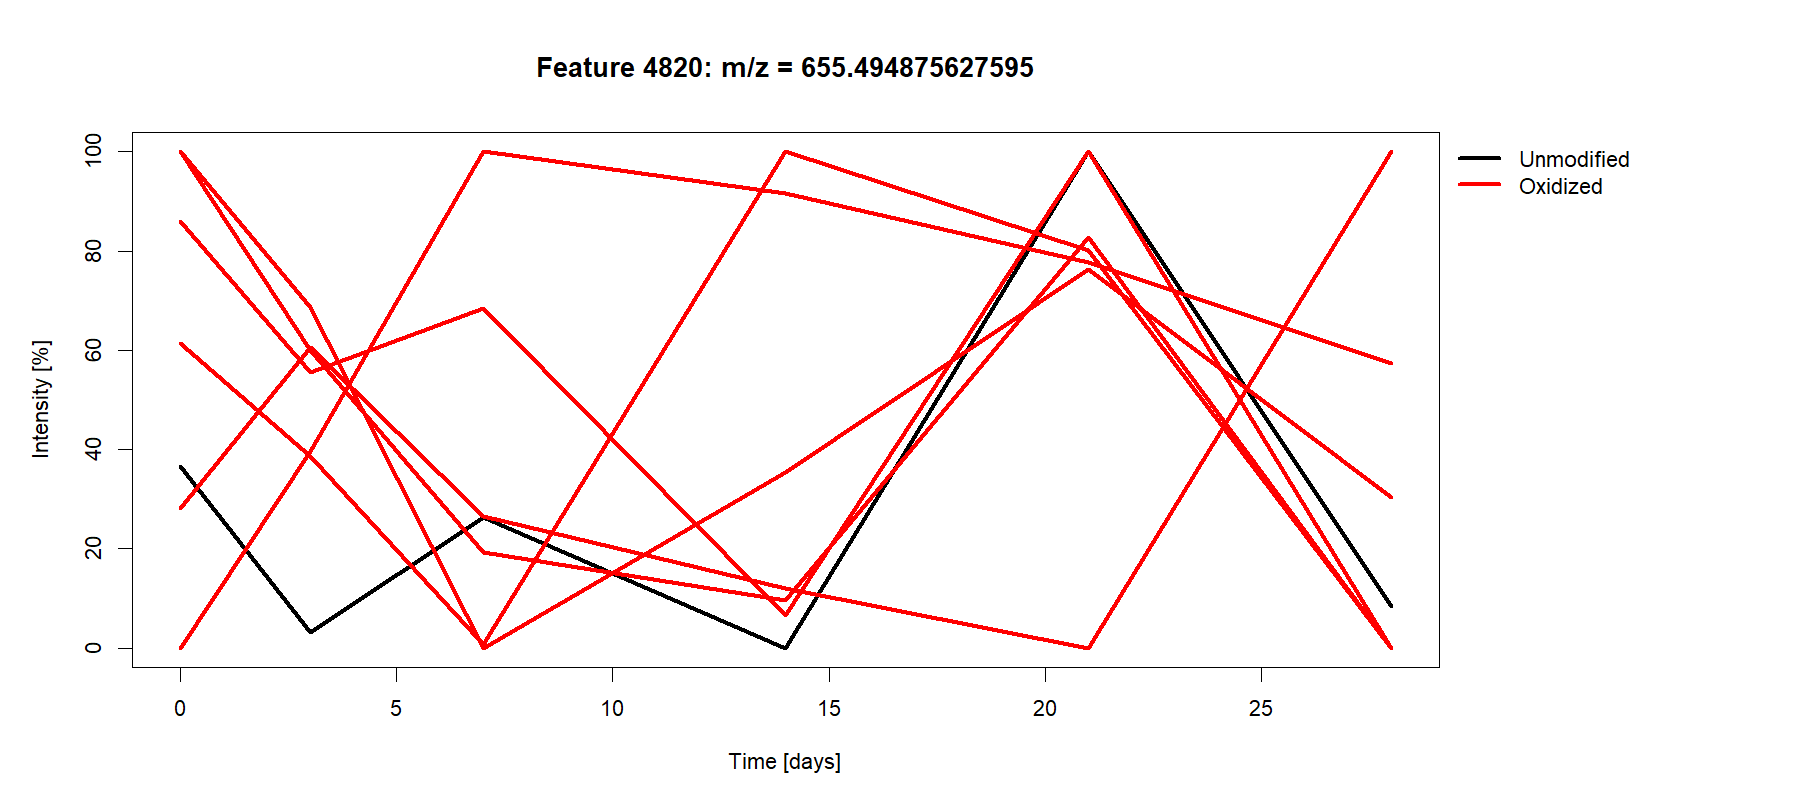 Feature 4820: m/z = 655.494875627595
Unmodified
Oxidized
Intensity [%]
100
80
60
40
20
0
0 5 10 15 20 25
Time [days]